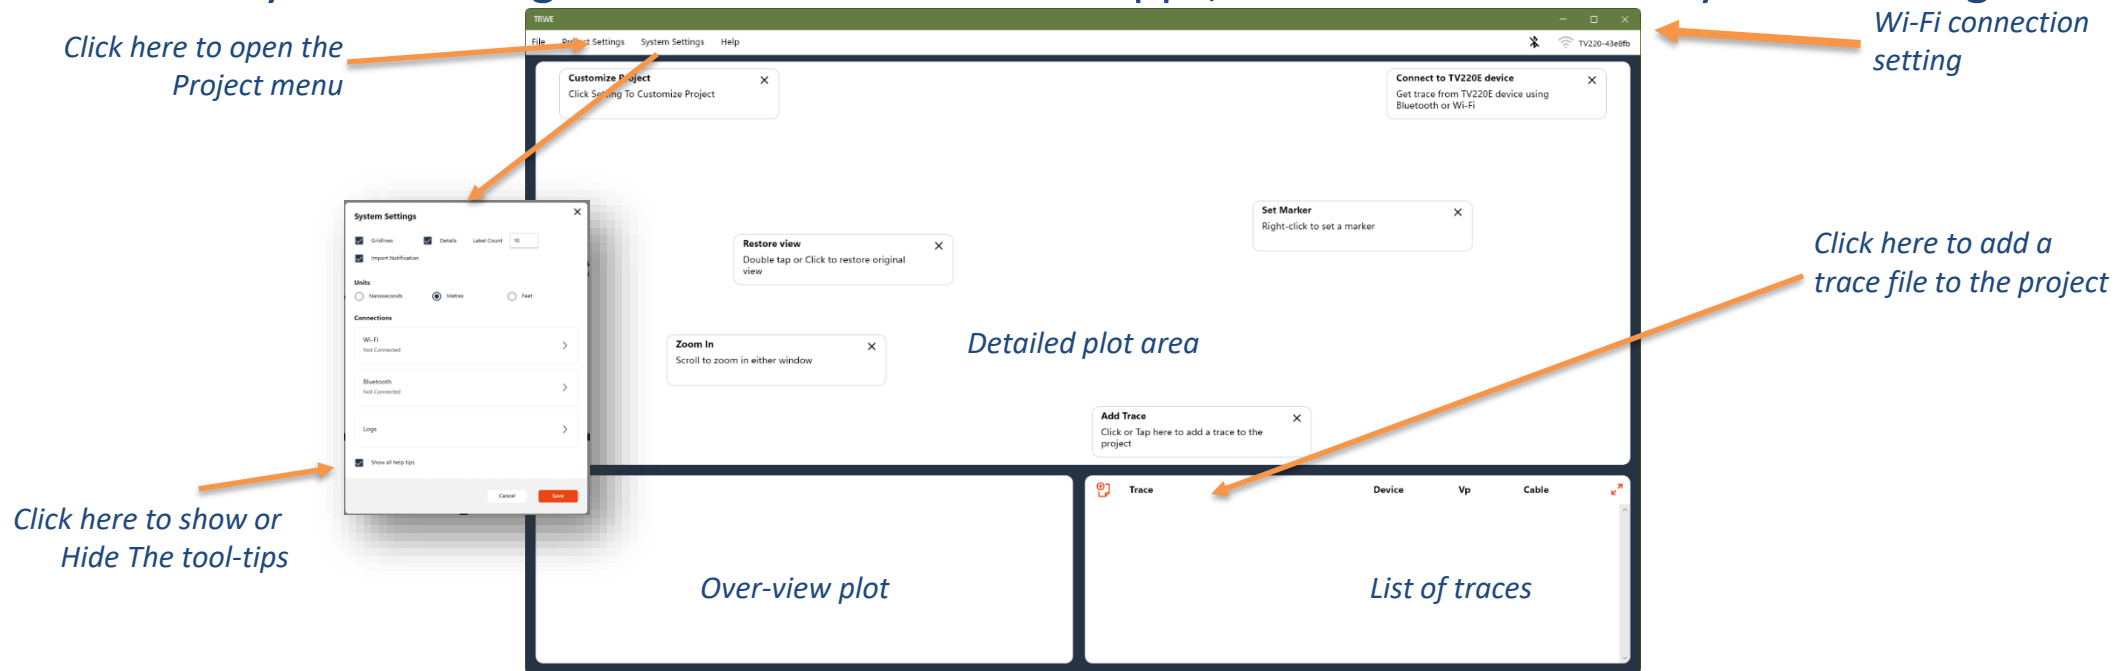 TRWE
File Project Settings System Settings Help
TV220-43e8fb
Click here to open the
Project menu
Wi-Fi connection
setting
Customize Project
Click Setting To Customize Project
Connect to TV220E device
Get trace from TV220E device using
Bluetooth or Wi-Fi
System Settings
Gridlines Details Label Count 10
Import Notification
Units
Nanoseconds Metres Feet
Connections
Wi-Fi
Not Connected
Bluetooth
Not Connected
Logs
Show all help tips
Cancel Save
Set Marker
Right-click to set a marker
Restore view
Double tap or Click to restore original
view
Click here to add a
trace file to the project
Zoom In
Scroll to zoom in either window
Detailed plot area
Add Trace
Click or Tap here to add a trace to the
project
Click here to show or
Hide The tool-tips
Trace Device Vp Cable
Over-view plot
List of traces